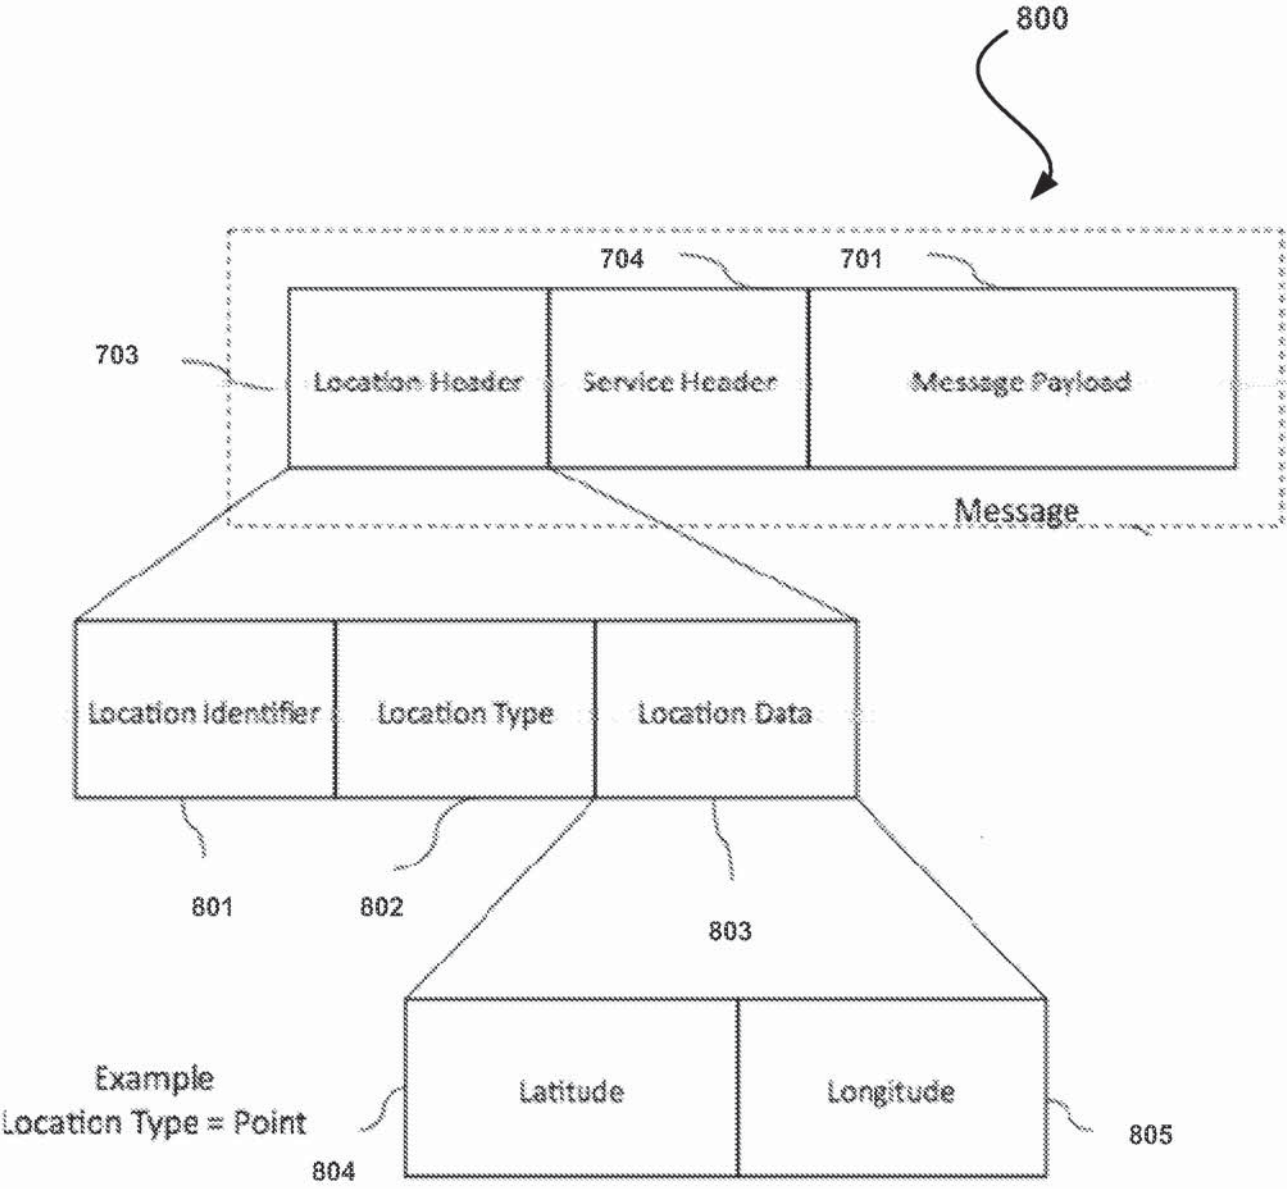 800
704
701
703
Location Header
Service Header
Message Payload
Message
Location Identifier
Location Type
Location Data
801
802
803
Example
Location Type = Point
Latitude
Longitude
804
805